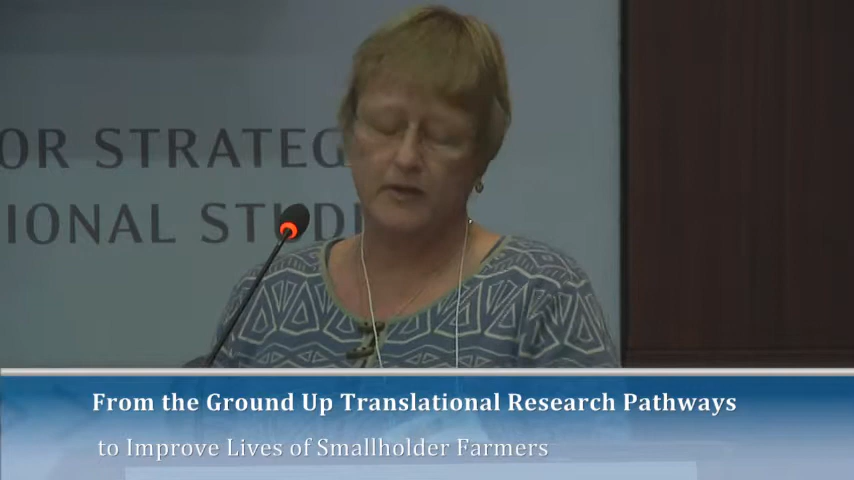 OR STRATEG
IONAL STUD
From the Ground Up Translational Research Pathways
to Improve Lives of Smallholder Farmers